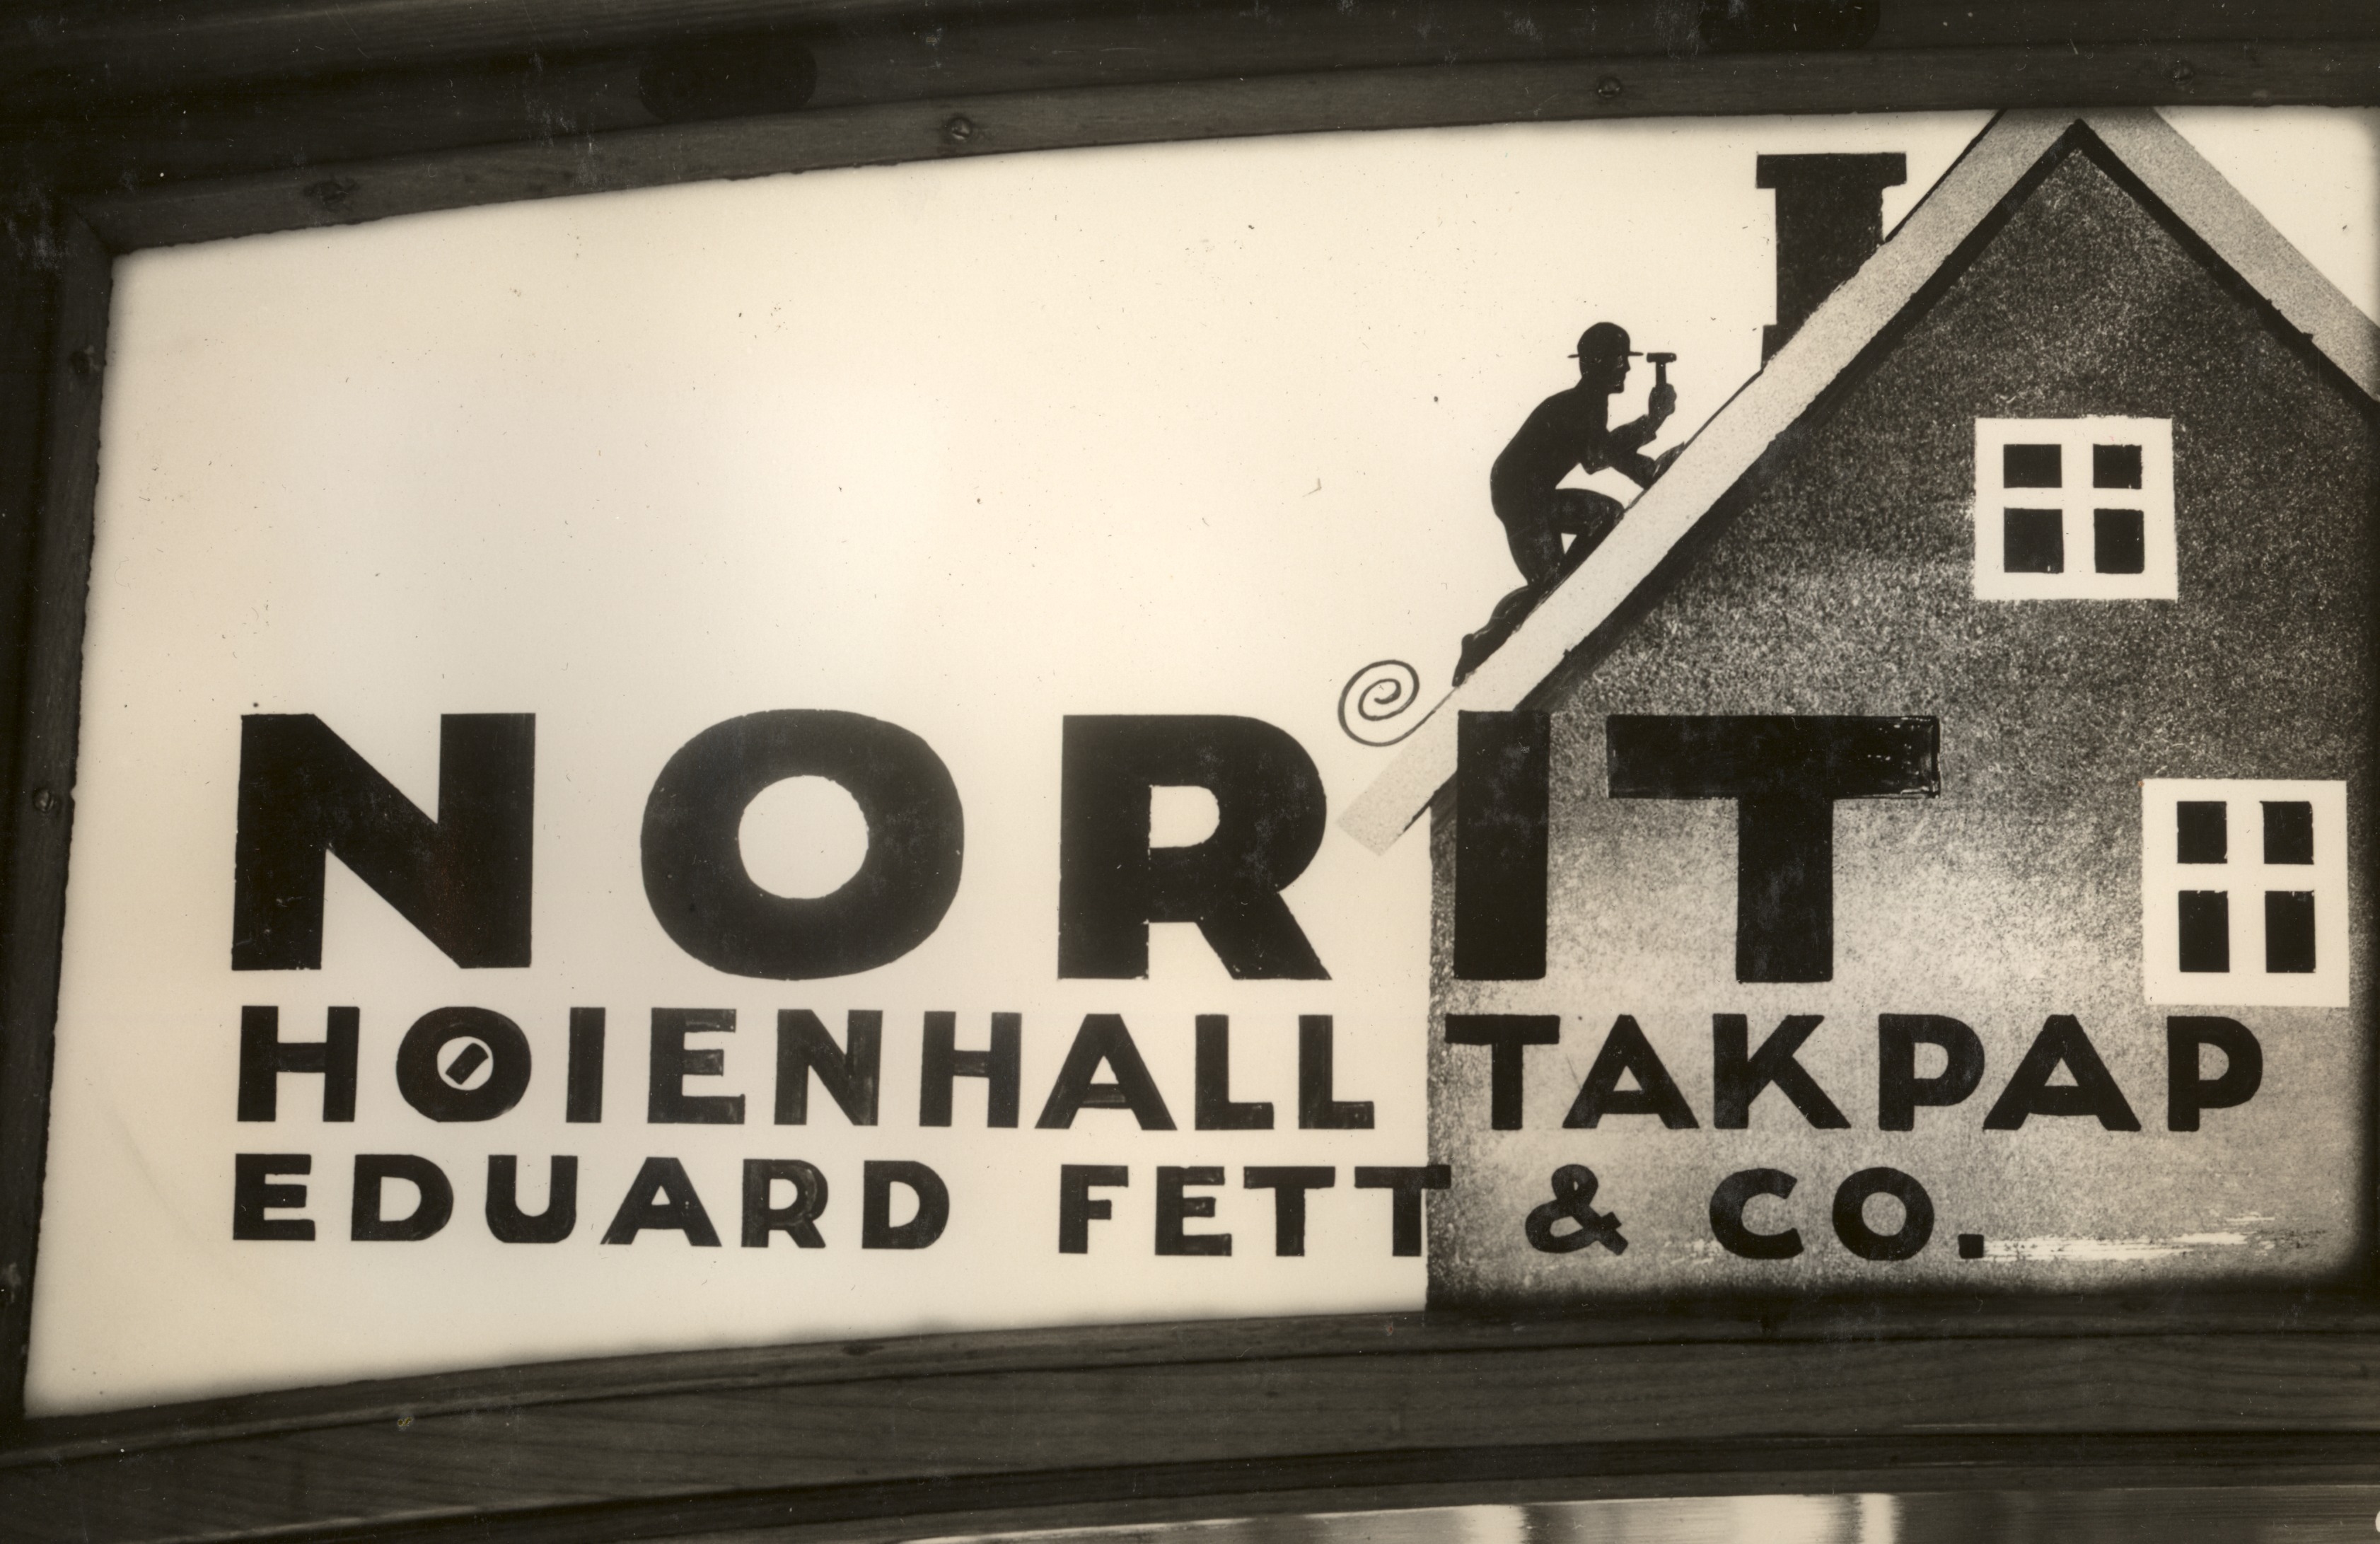 NORIT
HØIENHALL TAKPAP
EDUARD FETT & CO.